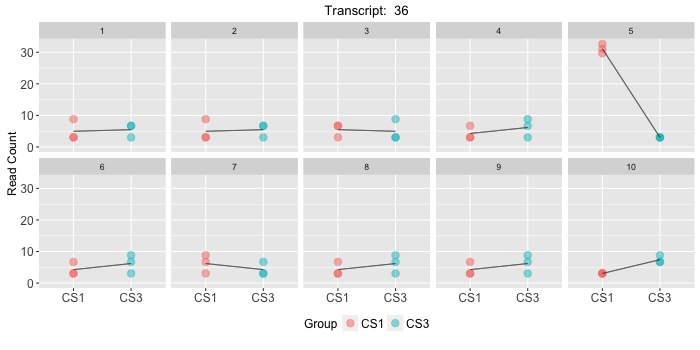 Transcript: 36
1 2 3 4 5
30
20
10
0
Read Count
6 7 8 9 10
30
20
10
0
CS1 CS3 CS1 CS3 CS1 CS3 CS1 CS3 CS1 CS3
Group CS1 CS3